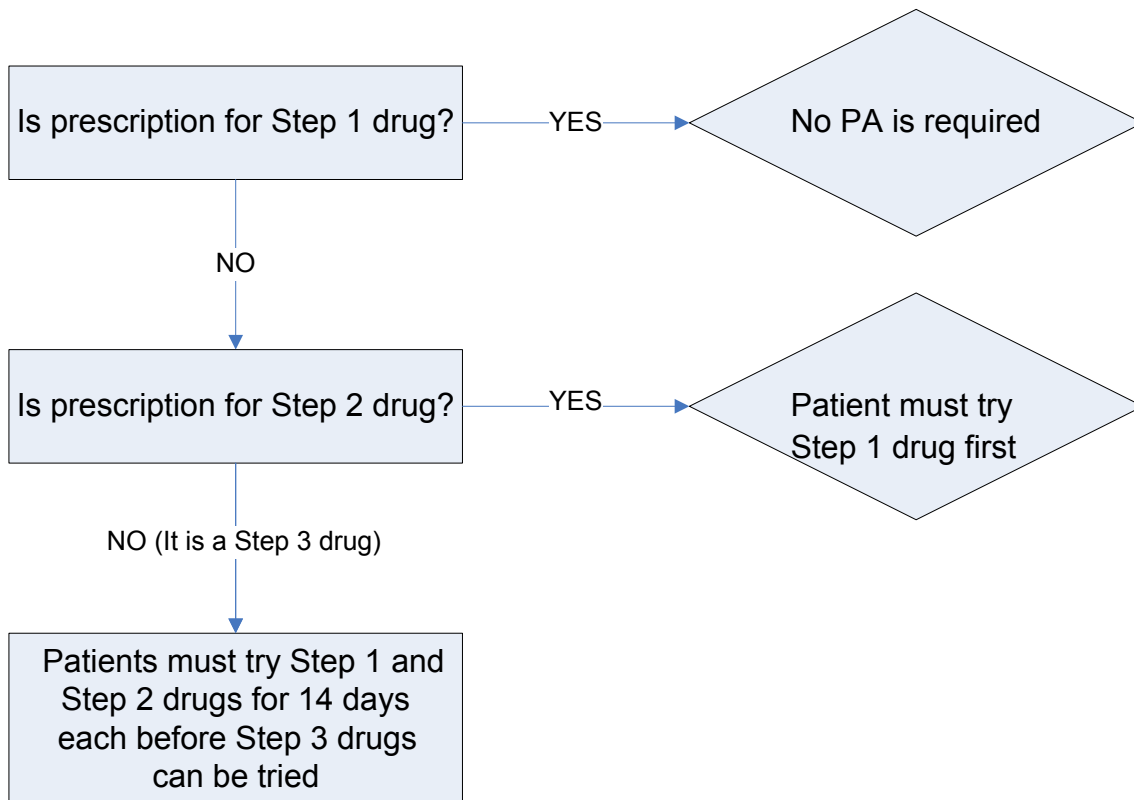 Is prescription for Step 1 drug?
YES
No PA is required
NO
Is prescription for Step 2 drug?
YES
Patient must try
Step 1 drug first
NO (It is a Step 3 drug)
Patients must try Step 1 and
Step 2 drugs for 14 days
each before Step 3 drugs
can be tried